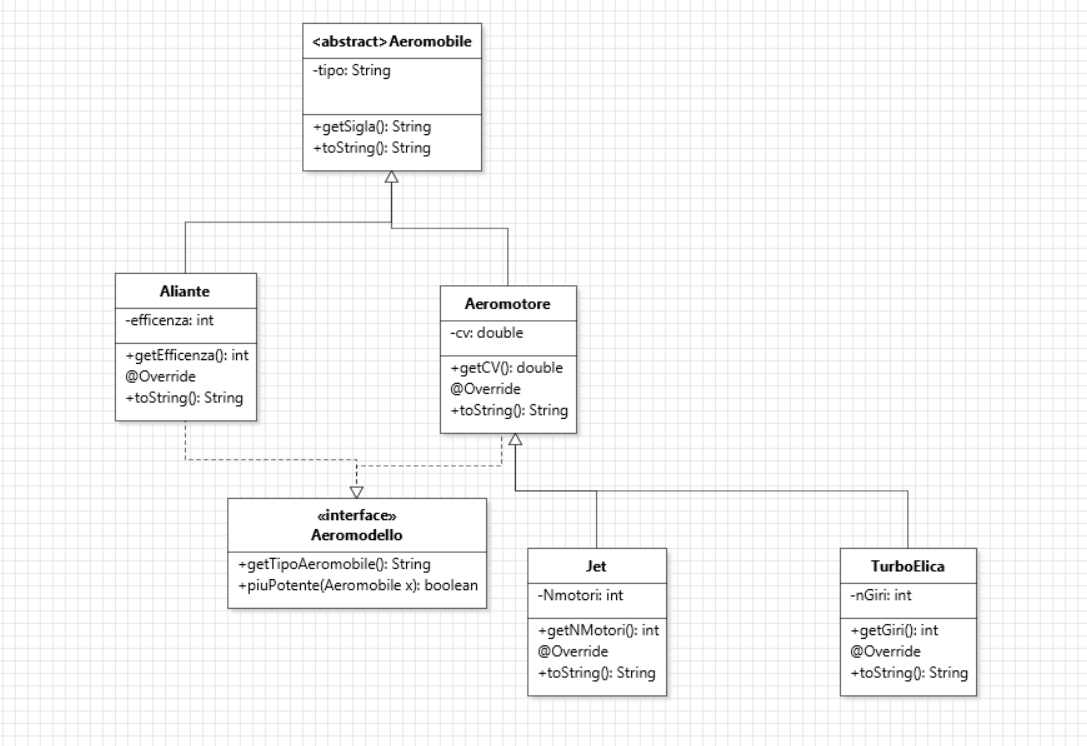 <abstract>Aeromobile
-tipo: String
+getSigla(): String
+toString(): String
Aliante
-efficenza: int
+getEfficenza(): int
@Override
+toString(): String
Aeromotore
-cv: double
+getCV(): double
@Override
+toString(): String
«interface»
Aeromodello
+getTipoAeromobile(): String
+piuPotente(Aeromobile x): boolean
Jet
-Nmotori: int
+getNMotori(): int
@Override
+toString(): String
TurboElica
-nGiri: int
+getGiri(): int
@Override
+toString(): String